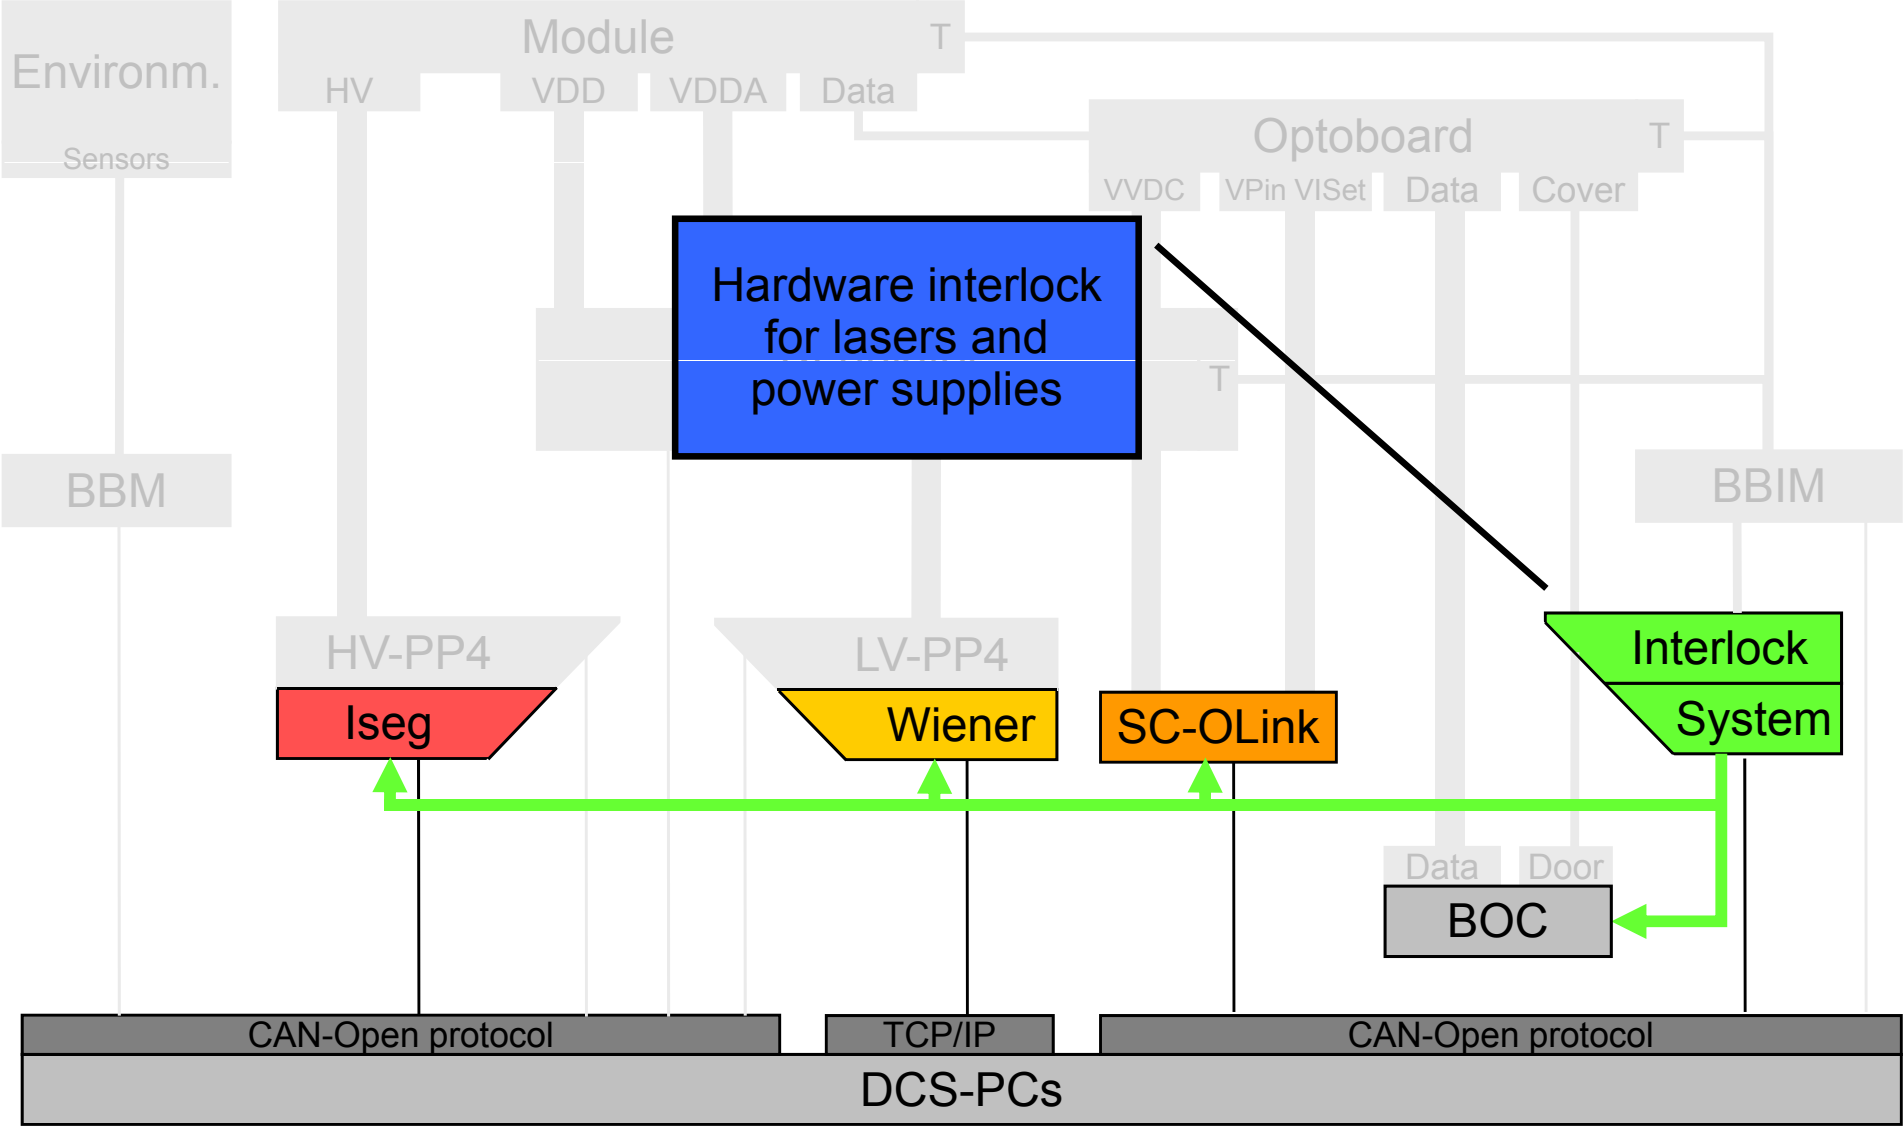 Module
T
Environm.
HV
VDD
VDDA
Data
Optoboard
T
Sensors
VVDC
VPin VISet
Data
Cover
Hardware interlock
for lasers and
power supplies
T
BBM
BBIM
HV-PP4
LV-PP4
Interlock
System
Iseg
Wiener
SC-OLink
Data
Door
BOC
CAN-Open protocol
TCP/IP
CAN-Open protocol
DCS-PCs